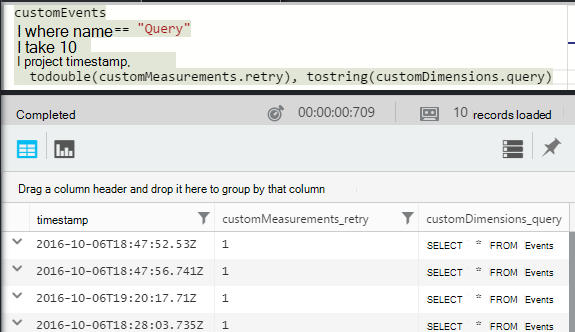 customEvents
| where name == "Query"
| take 10
| project timestamp,
todouble(customMeasurements.retry), tostring(customDimensions.query)
Completed 00:00:00:709 10 records loaded
Drag a column header and drop it here to group by that column
timestamp customMeasurements_retry customDimensions_query
2016-10-06T18:47:52.53Z 1 SELECT * FROM Events
2016-10-06T18:47:56.741Z 1 SELECT * FROM Events
2016-10-06T19:20:17.71Z 1 SELECT * FROM Events
2016-10-06T18:28:03.735Z 1 SELECT * FROM Events